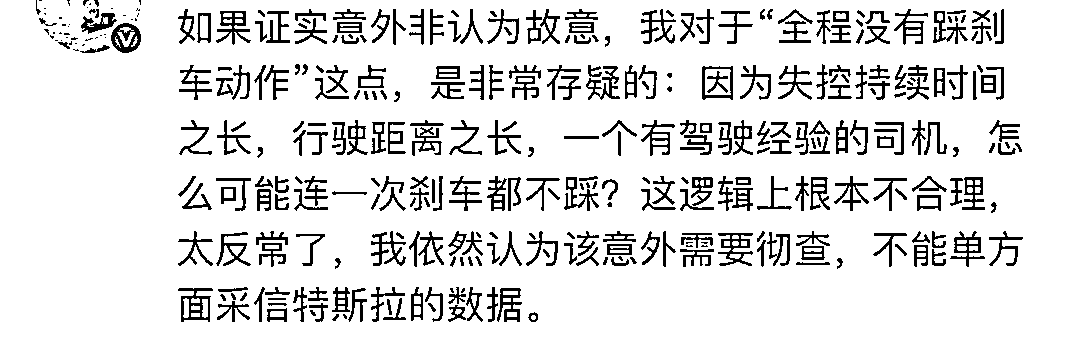 如果证实意外非认为故意，我对于“全程没有踩刹
车动作”这点，是非常存疑的：因为失控持续时间
之长，行驶距离之长，一个有驾驶经验的司机，怎
么可能连一次刹车都不踩？这逻辑上根本不合理，
太反常了，我依然认为该意外需要彻查，不能单方
面采信特斯拉的数据。